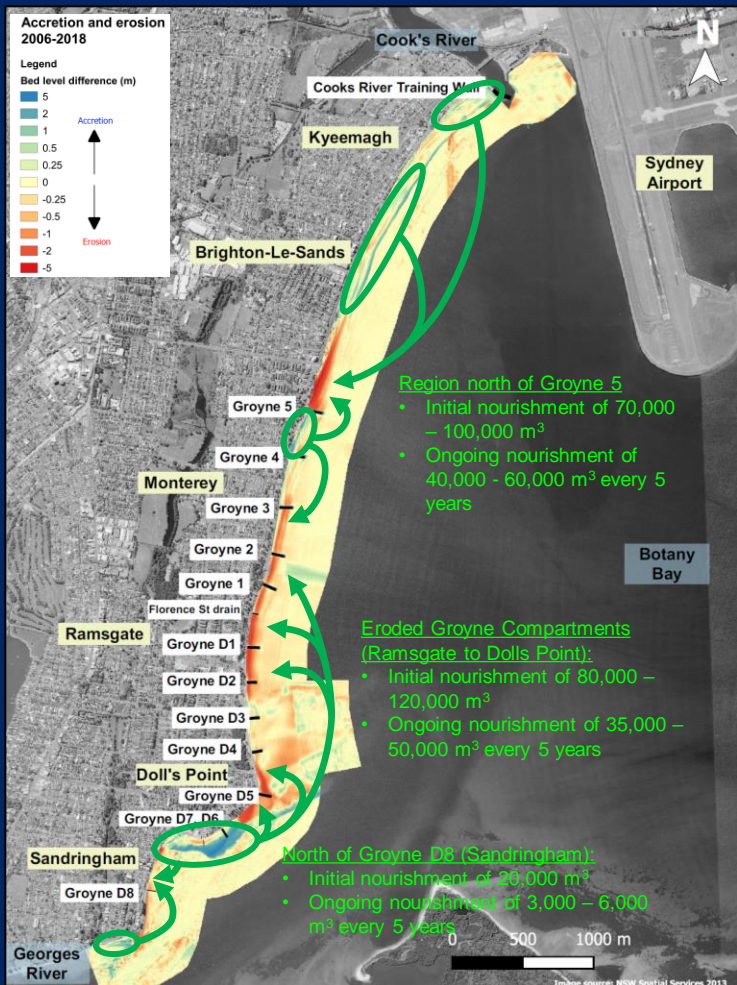 Accretion and erosion
2006-2018
Legend
Bed level difference (m)
5
2
1
0.5
0.25
0
-0.25
-0.5
-1
-2
-5
Accretion
Erosion
Cook's River
N
Cooks River Training Wall
Kyeemagh
Sydney
Airport
Brighton-Le-Sands
Region north of Groyne 5
• Initial nourishment of 70,000
– 100,000 m³
• Ongoing nourishment of
40,000 - 60,000 m³ every 5
years
Groyne 5
Groyne 4
Monterey
Groyne 3
Groyne 2
Botany
Bay
Groyne 1
Florence St drain
Ramsgate
Groyne D1
Groyne D2
Groyne D3
Groyne D4
Eroded Groyne Compartments
(Ramsgate to Dolls Point):
• Initial nourishment of 80,000 –
120,000 m³
• Ongoing nourishment of 35,000 –
50,000 m³ every 5 years
Doll's Point
Groyne D5
Groyne D7 D6
Sandringham
Groyne D8
North of Groyne D8 (Sandringham):
• Initial nourishment of 20,000 m³
• Ongoing nourishment of 3,000 – 6,000
m³ every 5 years
0 500 1000 m
Georges
River
Image source: NSW Spatial Services 2013